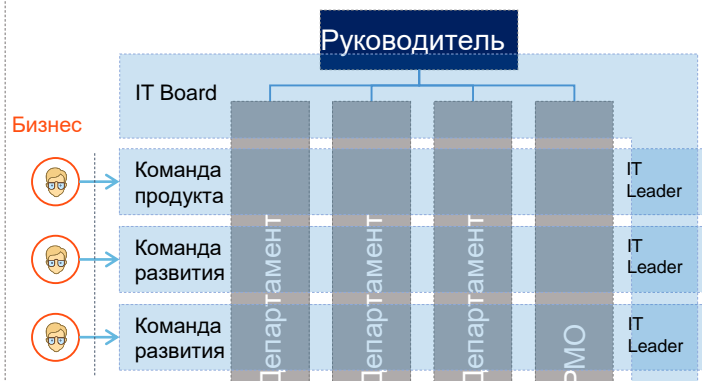 Руководитель
IT Board
Бизнес
Команда
продукта
IT
Leader
Команда
развития
IT
Leader
Команда
развития
IT
Leader
Департамент
Департамент
Департамент
PMO